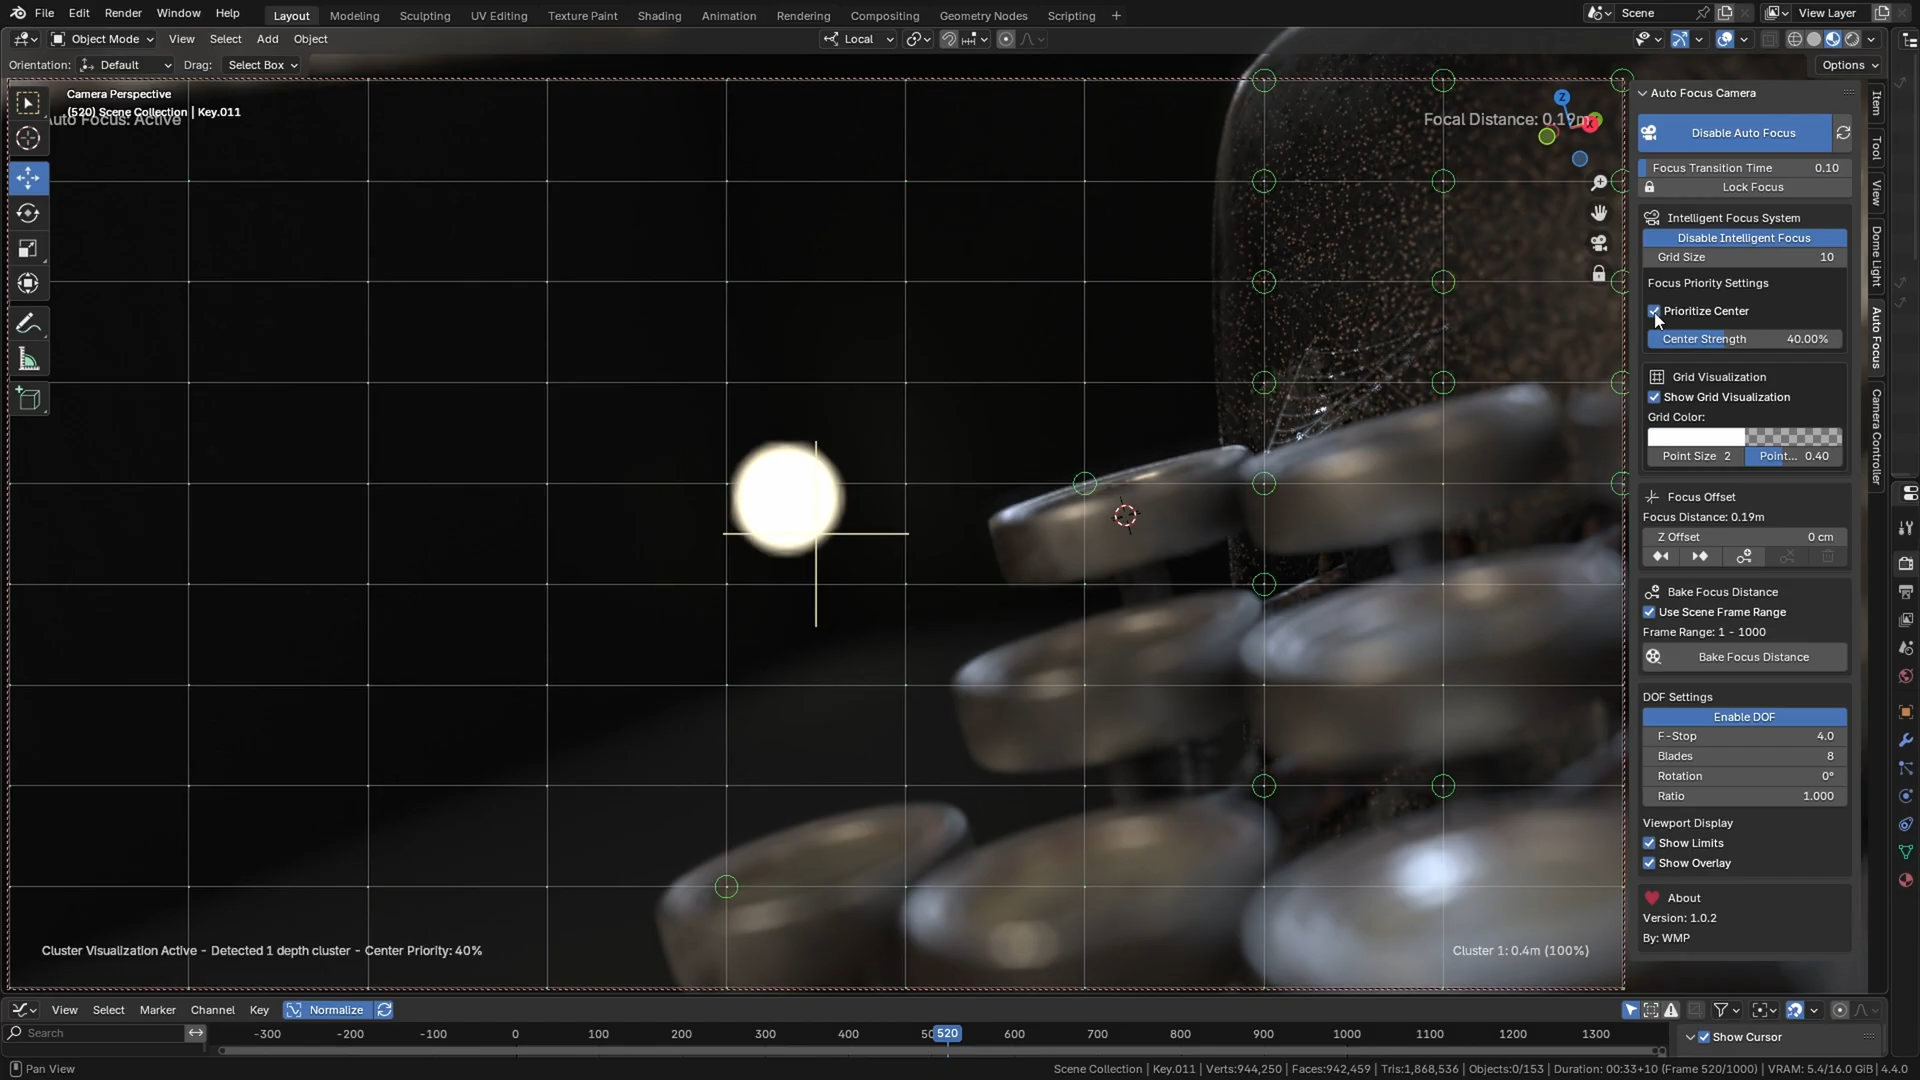 File Edit Render Window Help Layout Modeling Sculpting UV Editing Texture Paint Shading Animation Rendering Compositing Geometry Nodes Scripting + Scene View Layer
Object Mode View Select Add Object Local
Orientation: Default Drag: Select Box Options
Camera Perspective
(520) Scene Collection | Key.011
Auto Focus: Active
Focal Distance: 0.19m
Z
X
Auto Focus Camera
Disable Auto Focus
Focus Transition Time 0.10
Lock Focus
Intelligent Focus System
Disable Intelligent Focus
Grid Size 10
Focus Priority Settings
Prioritize Center
Center Strength 40.00%
Grid Visualization
Show Grid Visualization
Grid Color:
Point Size 2 Point... 0.40
Focus Offset
Focus Distance: 0.19m
Z Offset 0 cm
Bake Focus Distance
Use Scene Frame Range
Frame Range: 1 - 1000
Bake Focus Distance
DOF Settings
Enable DOF
F-Stop 4.0
Blades 8
Rotation 0°
Ratio 1.000
Viewport Display
Show Limits
Show Overlay
About
Version: 1.0.2
By: WMP
Item
Tool
View
Dome Light
Auto Focus
Camera Controller
Cluster Visualization Active - Detected 1 depth cluster - Center Priority: 40%
Cluster 1: 0.4m (100%)
View Select Marker Channel Key Normalize
Search -300 -200 -100 0 100 200 300 400 520 600 700 800 900 1000 1100 1200 1300 Show Cursor
Pan View Scene Collection | Key.011 | Verts:944,250 | Faces:942,459 | Tris:1,868,536 | Objects:0/153 | Duration: 00:33+10 (Frame 520/1000) | VRAM: 5.4/16.0 GiB | 4.4.0